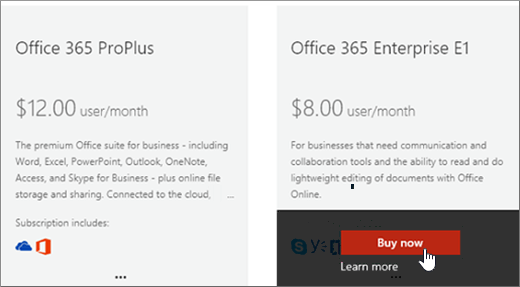 Office 365 ProPlus
$12.00 user/month
The premium Office suite for business - including
Word, Excel, PowerPoint, Outlook, OneNote,
Access, and Skype for Business - plus online file
storage and sharing. Connected to the cloud, ...
Subscription includes:
...
Office 365 Enterprise E1
$8.00 user/month
For businesses that need communication and
collaboration tools and the ability to read and do
lightweight editing of documents with Office
Online.
Buy now
Learn more
...